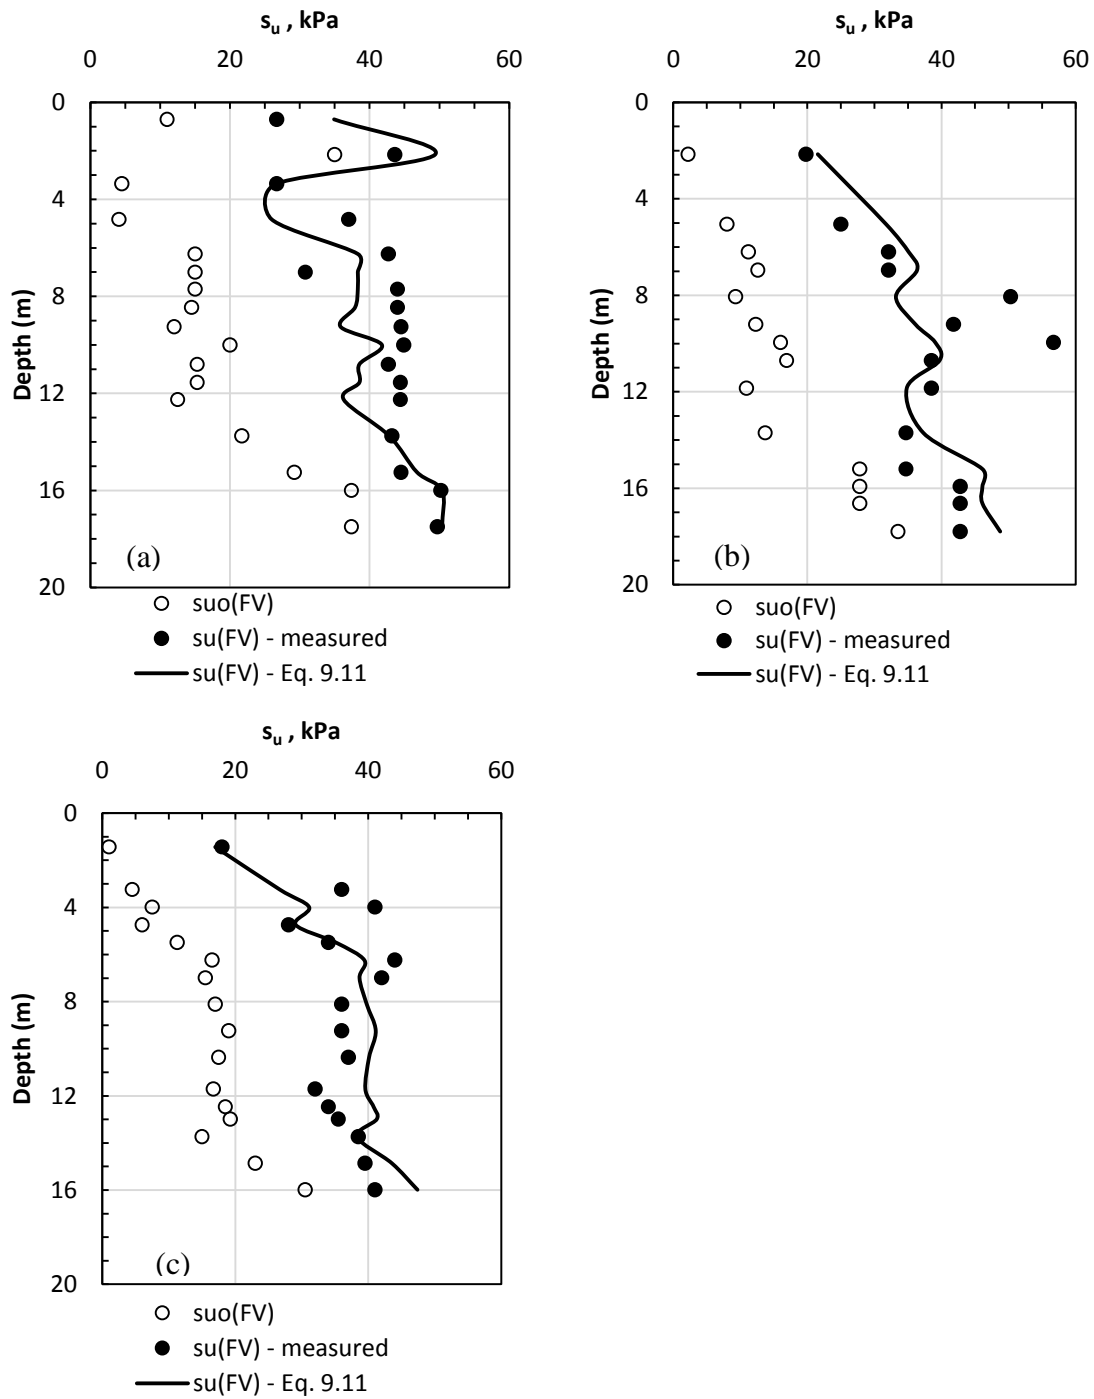 s_u , kPa
0 20 40 60
0
4
8
12
16
20
Depth (m)
(a)
suo(FV)
su(FV) - measured
su(FV) - Eq. 9.11
s_u , kPa
0 20 40 60
0
4
8
12
16
20
Depth (m)
(b)
suo(FV)
su(FV) - measured
su(FV) - Eq. 9.11
s_u , kPa
0 20 40 60
0
4
8
12
16
20
Depth (m)
(c)
suo(FV)
su(FV) - measured
su(FV) - Eq. 9.11